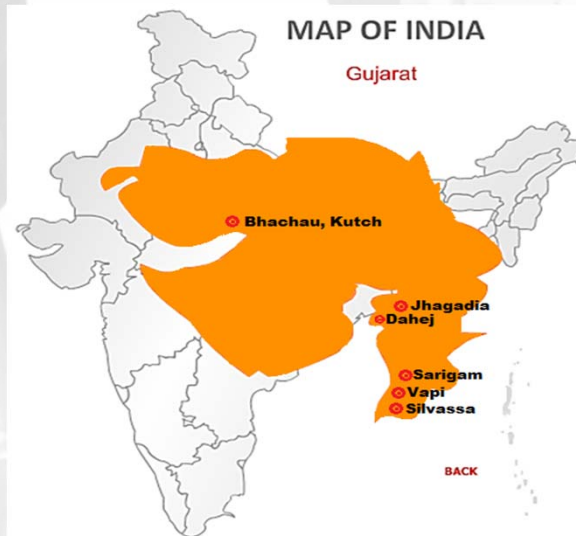 MAP OF INDIA
Gujarat
Bhachau, Kutch
Jhagadia
Dahej
Sarigam
Vapi
Silvassa
BACK